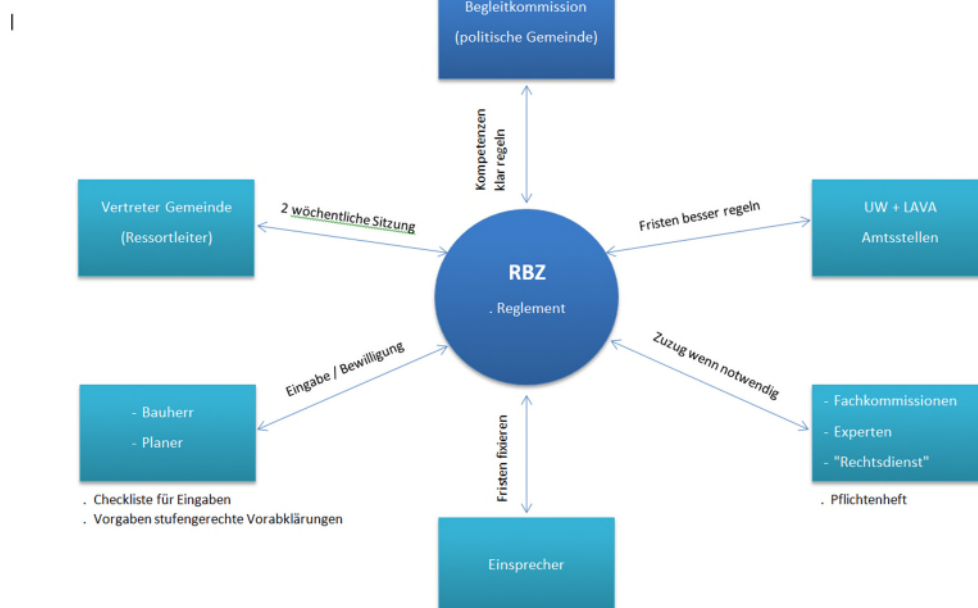 Begleitkommission
(politische Gemeinde)
Kompetenzen
klar regeln
Vertreter Gemeinde
(Ressortleiter)
2 wöchentliche Sitzung
Fristen besser regeln
UW + LAVA
Amtsstellen
RBZ
. Reglement
Eingabe / Bewilligung
Zuzug wenn notwendig
- Bauherr
- Planer
- Fachkommissionen
- Experten
- "Rechtsdienst"
Fristen fixieren
. Checkliste für Eingaben
. Vorgaben stufengerechte Vorabklärungen
. Pflichtenheft
Einsprecher